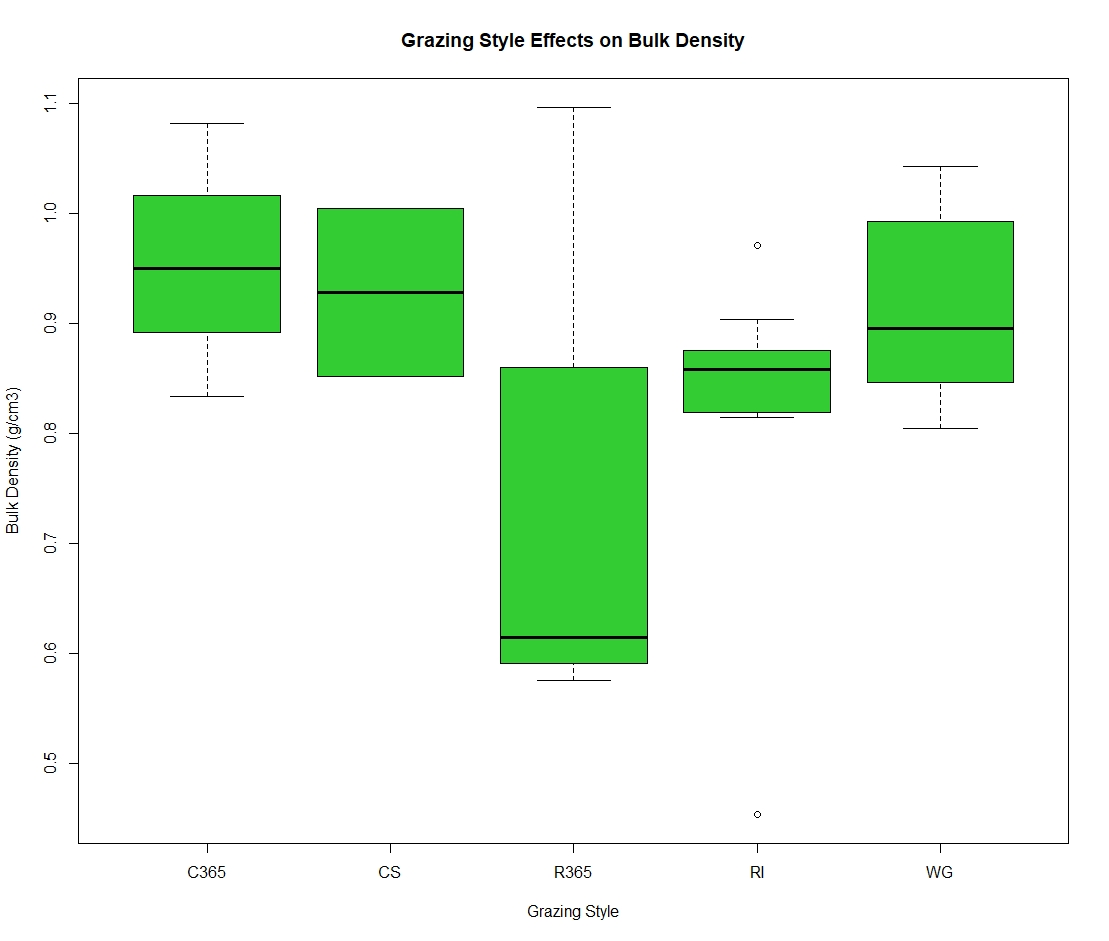 Grazing Style Effects on Bulk Density
Bulk Density (g/cm3)
1.1
1.0
0.9
0.8
0.7
0.6
0.5
C365 CS R365 RI WG
Grazing Style